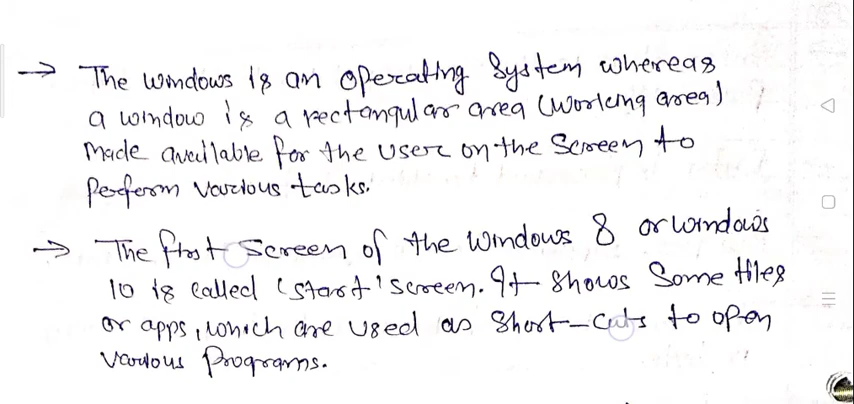 → The windows is an operating system whereas
a window is a rectangular area (working area)
made available for the user on the screen to
perform various tasks.
→ The first screen of the windows 8 or windows
10 is called 'start' screen. It shows some tiles
or apps, which are used as short-cuts to open
various programs.